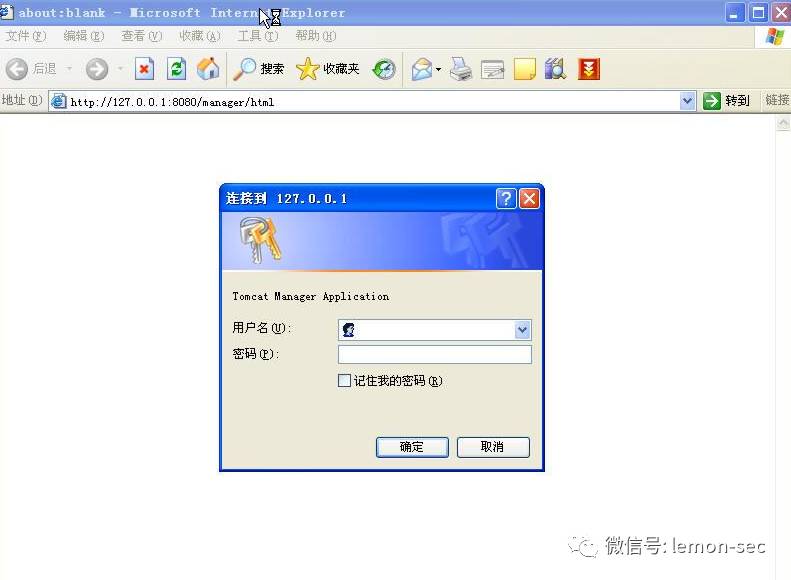 about:blank - Microsoft Internet Explorer
文件(F) 编辑(E) 查看(V) 收藏(A) 工具(T) 帮助(H)
后退 搜索 收藏夹
地址(D) http://127.0.0.1:8080/manager/html 转到 链接
连接到 127.0.0.1
Tomcat Manager Application
用户名(U):
密码(P):
记住我的密码(R)
确定 取消
微信号: lemon-sec